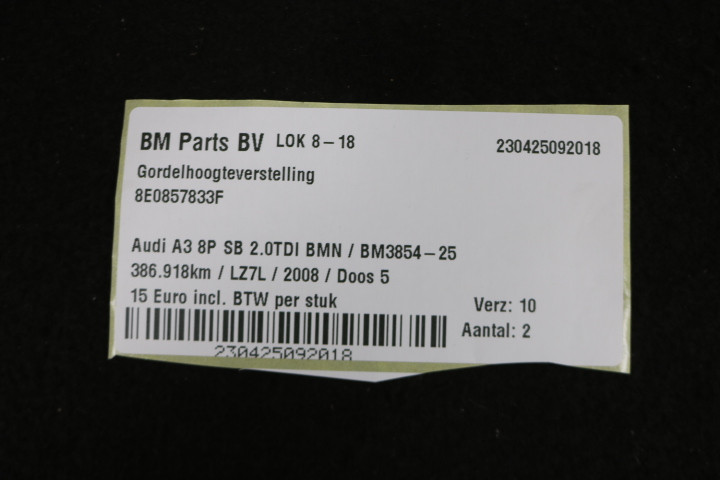 BM Parts BV LOK 8-18 230425092018
Gordelhoogteverstelling
8E0857833F
Audi A3 8P SB 2.0TDI BMN / BM3854-25
386.918km / LZ7L / 2008 / Doos 5
15 Euro incl. BTW per stuk Verz: 10
Aantal: 2
230425092018